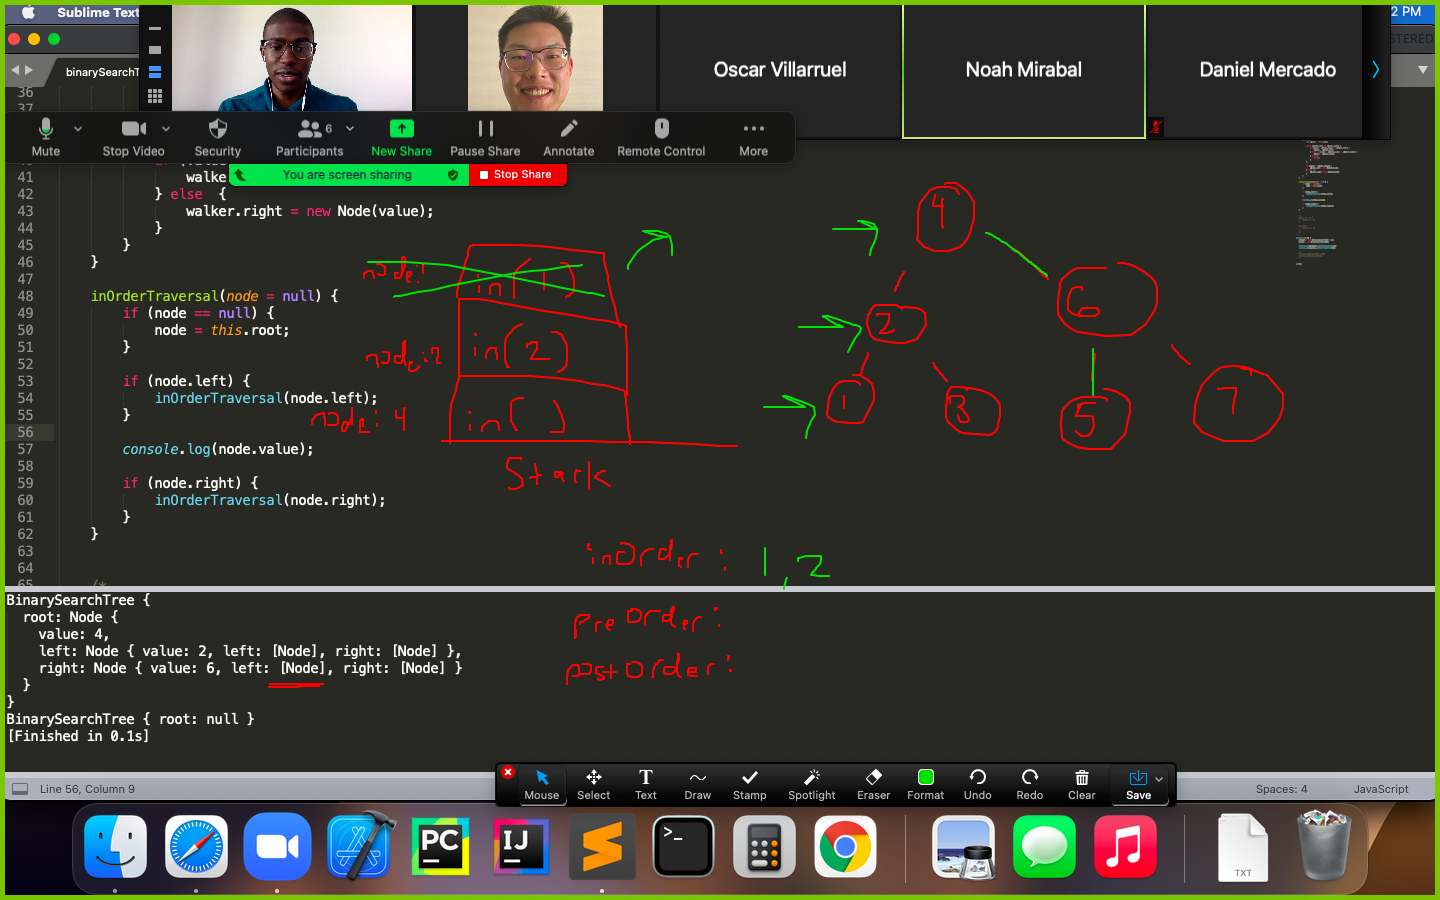 Sublime Text
2 PM
STERED
binarySearchT
Oscar Villarruel
Noah Mirabal
Daniel Mercado
6
Mute
Stop Video
Security
Participants
New Share
Pause Share
Annotate
Remote Control
More
You are screen sharing
Stop Share
36
37
41 walke
42 } else {
43 walker.right = new Node(value);
44 }
45 }
46 }
47
48 inOrderTraversal(node = null) {
49 if (node == null) {
50 node = this.root;
51 }
52
53 if (node.left) {
54 inOrderTraversal(node.left);
55 }
56
57 console.log(node.value);
58
59 if (node.right) {
60 inOrderTraversal(node.right);
61 }
62 }
63
64
65 /*
node:1
in(1)
node:2
in(2)
node:4
in( )
Stack
4
2
6
1
3
5
7
inOrder: 1,2
preOrder:
postOrder:
BinarySearchTree {
root: Node {
value: 4,
left: Node { value: 2, left: [Node], right: [Node] },
right: Node { value: 6, left: [Node], right: [Node] }
}
}
BinarySearchTree { root: null }
[Finished in 0.1s]
Line 56, Column 9
Spaces: 4
JavaScript
Mouse
Select
Text
Draw
Stamp
Spotlight
Eraser
Format
Undo
Redo
Clear
Save
PC
IJ
>_
TXT